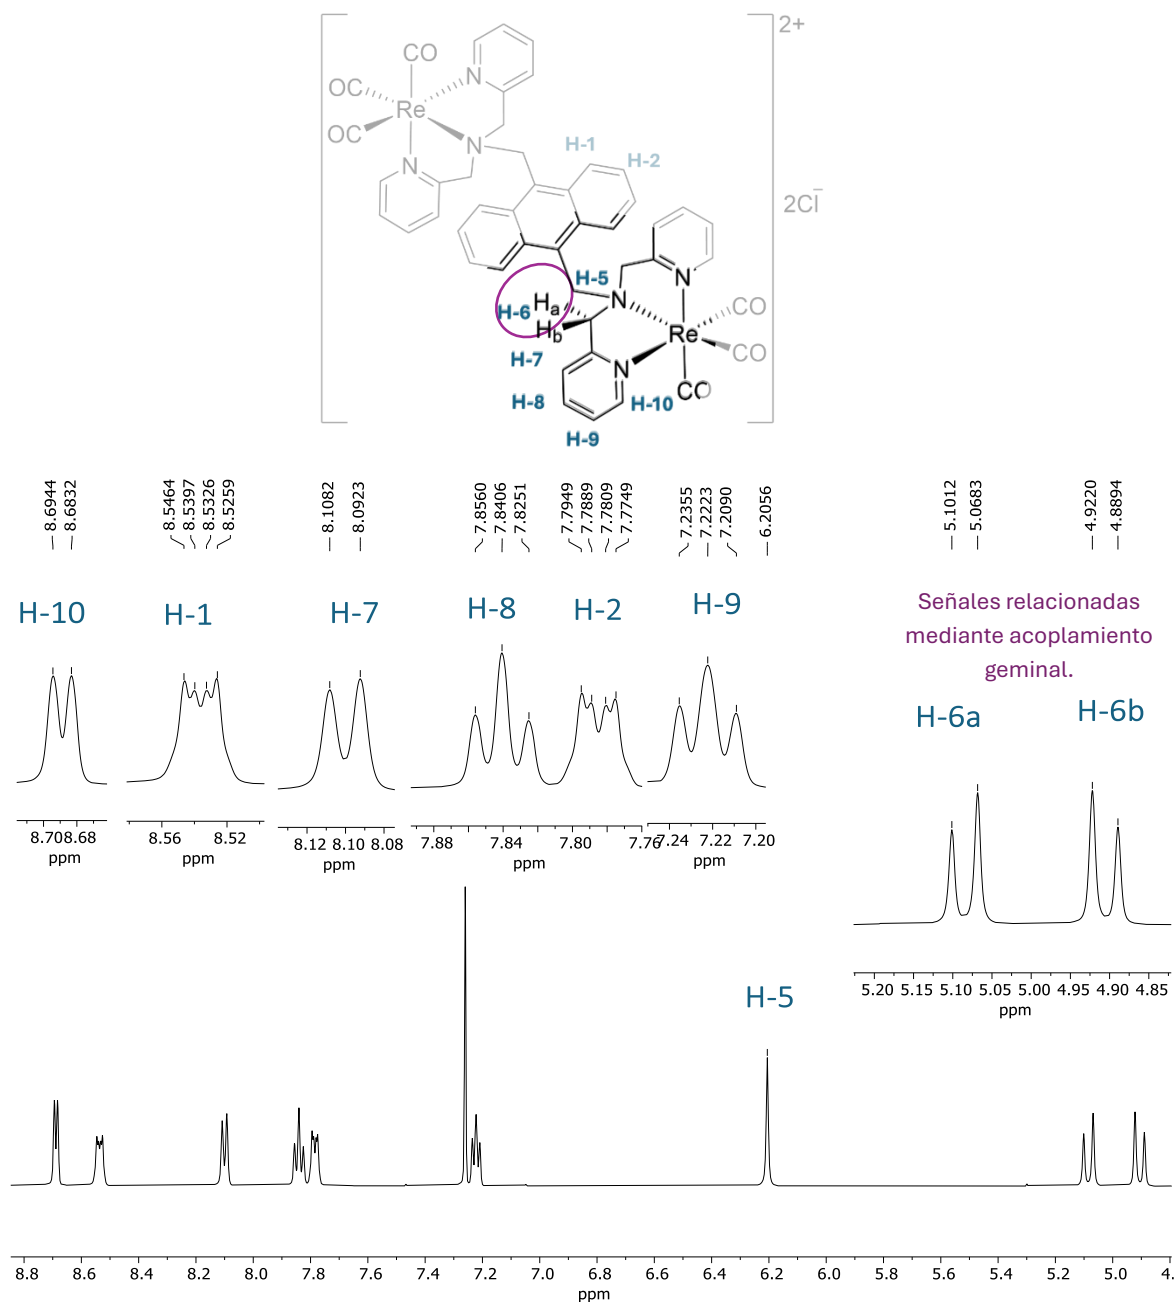 2+
CO
OC
N
Re
OC
N
N
H-1
H-2
2Cl⁻
H-5
N
N
H-6
Ha
Hb
CO
Re
CO
H-7
N
CO
H-8
H-10
H-9
8.6944
8.6832
8.5464
8.5397
8.5326
8.5259
8.1082
8.0923
7.8560
7.8406
7.8251
7.7949
7.7889
7.7809
7.7749
7.2355
7.2223
7.2090
6.2056
5.1012
5.0683
4.9220
4.8894
H-10
H-1
H-7
H-8
H-2
H-9
Señales relacionadas
mediante acoplamiento
geminal.
H-6a
H-6b
8.70 8.68
ppm
8.56 8.52
ppm
8.12 8.10 8.08
ppm
7.88 7.84 7.80 7.76
ppm
7.24 7.22 7.20
ppm
5.20 5.15 5.10 5.05 5.00 4.95 4.90 4.85
ppm
H-5
8.8 8.6 8.4 8.2 8.0 7.8 7.6 7.4 7.2 7.0 6.8 6.6 6.4 6.2 6.0 5.8 5.6 5.4 5.2 5.0 4.
ppm